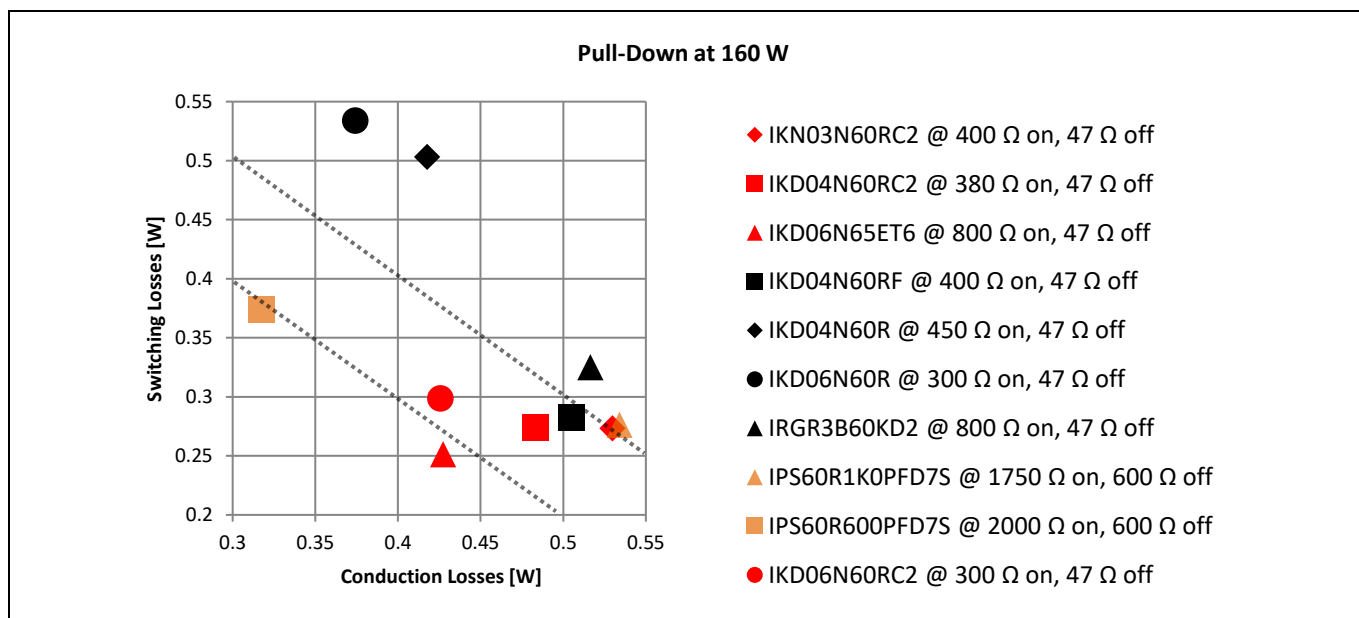 Pull-Down at 160 W
Switching Losses [W]
0.55
0.5
0.45
0.4
0.35
0.3
0.25
0.2
0.3 0.35 0.4 0.45 0.5 0.55
Conduction Losses [W]
IKN03N60RC2 @ 400 Ω on, 47 Ω off
IKD04N60RC2 @ 380 Ω on, 47 Ω off
IKD06N65ET6 @ 800 Ω on, 47 Ω off
IKD04N60RF @ 400 Ω on, 47 Ω off
IKD04N60R @ 450 Ω on, 47 Ω off
IKD06N60R @ 300 Ω on, 47 Ω off
IRGR3B60KD2 @ 800 Ω on, 47 Ω off
IPS60R1K0PFD7S @ 1750 Ω on, 600 Ω off
IPS60R600PFD7S @ 2000 Ω on, 600 Ω off
IKD06N60RC2 @ 300 Ω on, 47 Ω off